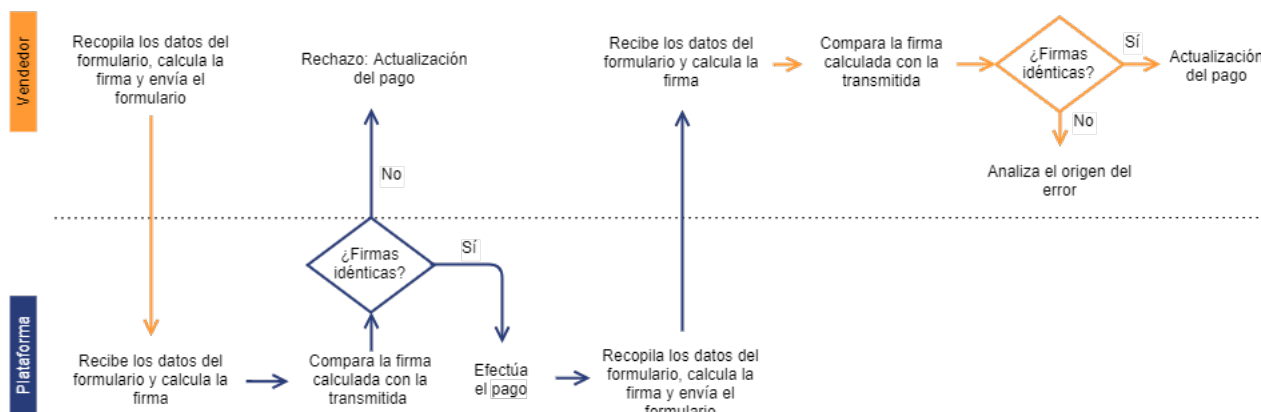 Vendedor
Recopila los datos del
formulario, calcula la
firma y envía el
formulario
Rechazo: Actualización
del pago
No
Recibe los datos del
formulario y calcula la
firma
Compara la firma
calculada con la
transmitida
¿Firmas
idénticas?
Sí
Actualización
del pago
No
Analiza el origen del
error
Plataforma
Recibe los datos del
formulario y calcula la
firma
Compara la firma
calculada con la
transmitida
¿Firmas
idénticas?
Sí
Efectúa
el pago
Recopila los datos del
formulario, calcula la
firma y envía el
formulario